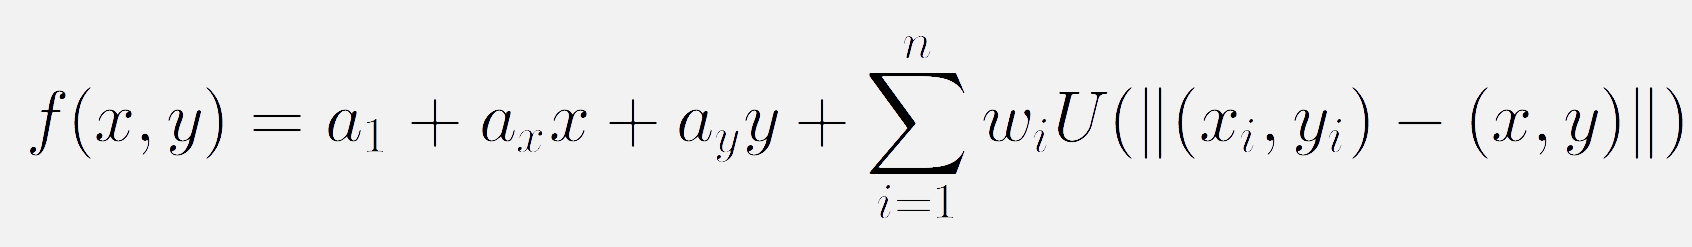 f(x, y) = a_1 + a_x x + a_y y + \sum_{i=1}^{n} w_i U(\|(x_i, y_i) - (x, y)\|)